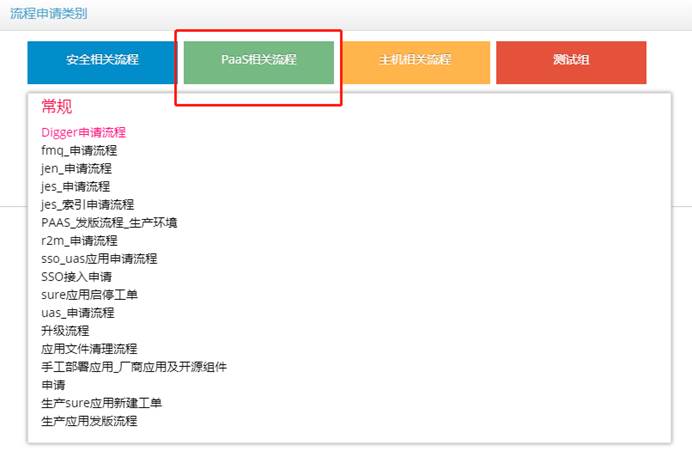 流程申请类别
安全相关流程 PaaS相关流程 主机相关流程 测试组
常规
Digger申请流程
fmq_申请流程
jen_申请流程
jes_申请流程
jes_索引申请流程
PAAS_发版流程_生产环境
r2m_申请流程
sso_uas应用申请流程
SSO接入申请
sure应用启停工单
uas_申请流程
升级流程
应用文件清理流程
手工部署应用_厂商应用及开源组件
申请
生产sure应用新建工单
生产应用发版流程